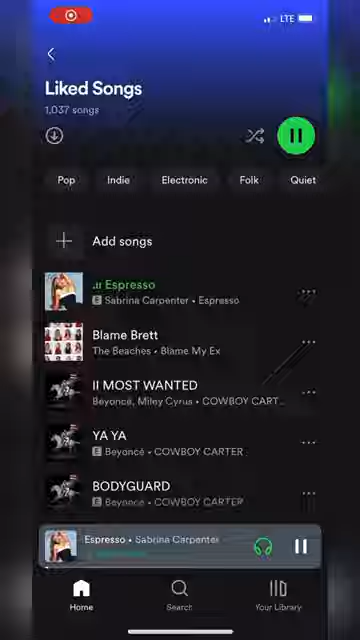 LTE
Liked Songs
1,037 songs
Pop Indie Electronic Folk Quiet
Add songs
Espresso
E Sabrina Carpenter • Espresso
Blame Brett
The Beaches • Blame My Ex
II MOST WANTED
Beyoncé, Miley Cyrus • COWBOY CART...
YA YA
E Beyoncé • COWBOY CARTER
BODYGUARD
E Beyoncé • COWBOY CARTER
Espresso • Sabrina Carpenter
Home Search Your Library